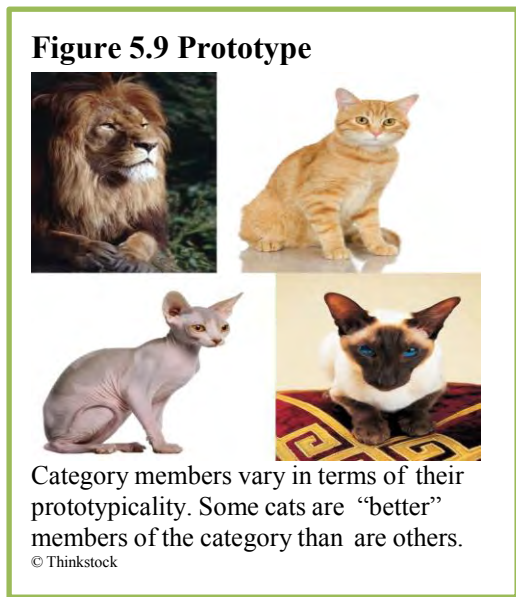 Figure 5.9 Prototype
Category members vary in terms of their
prototypicality. Some cats are “better”
members of the category than are others.
© Thinkstock